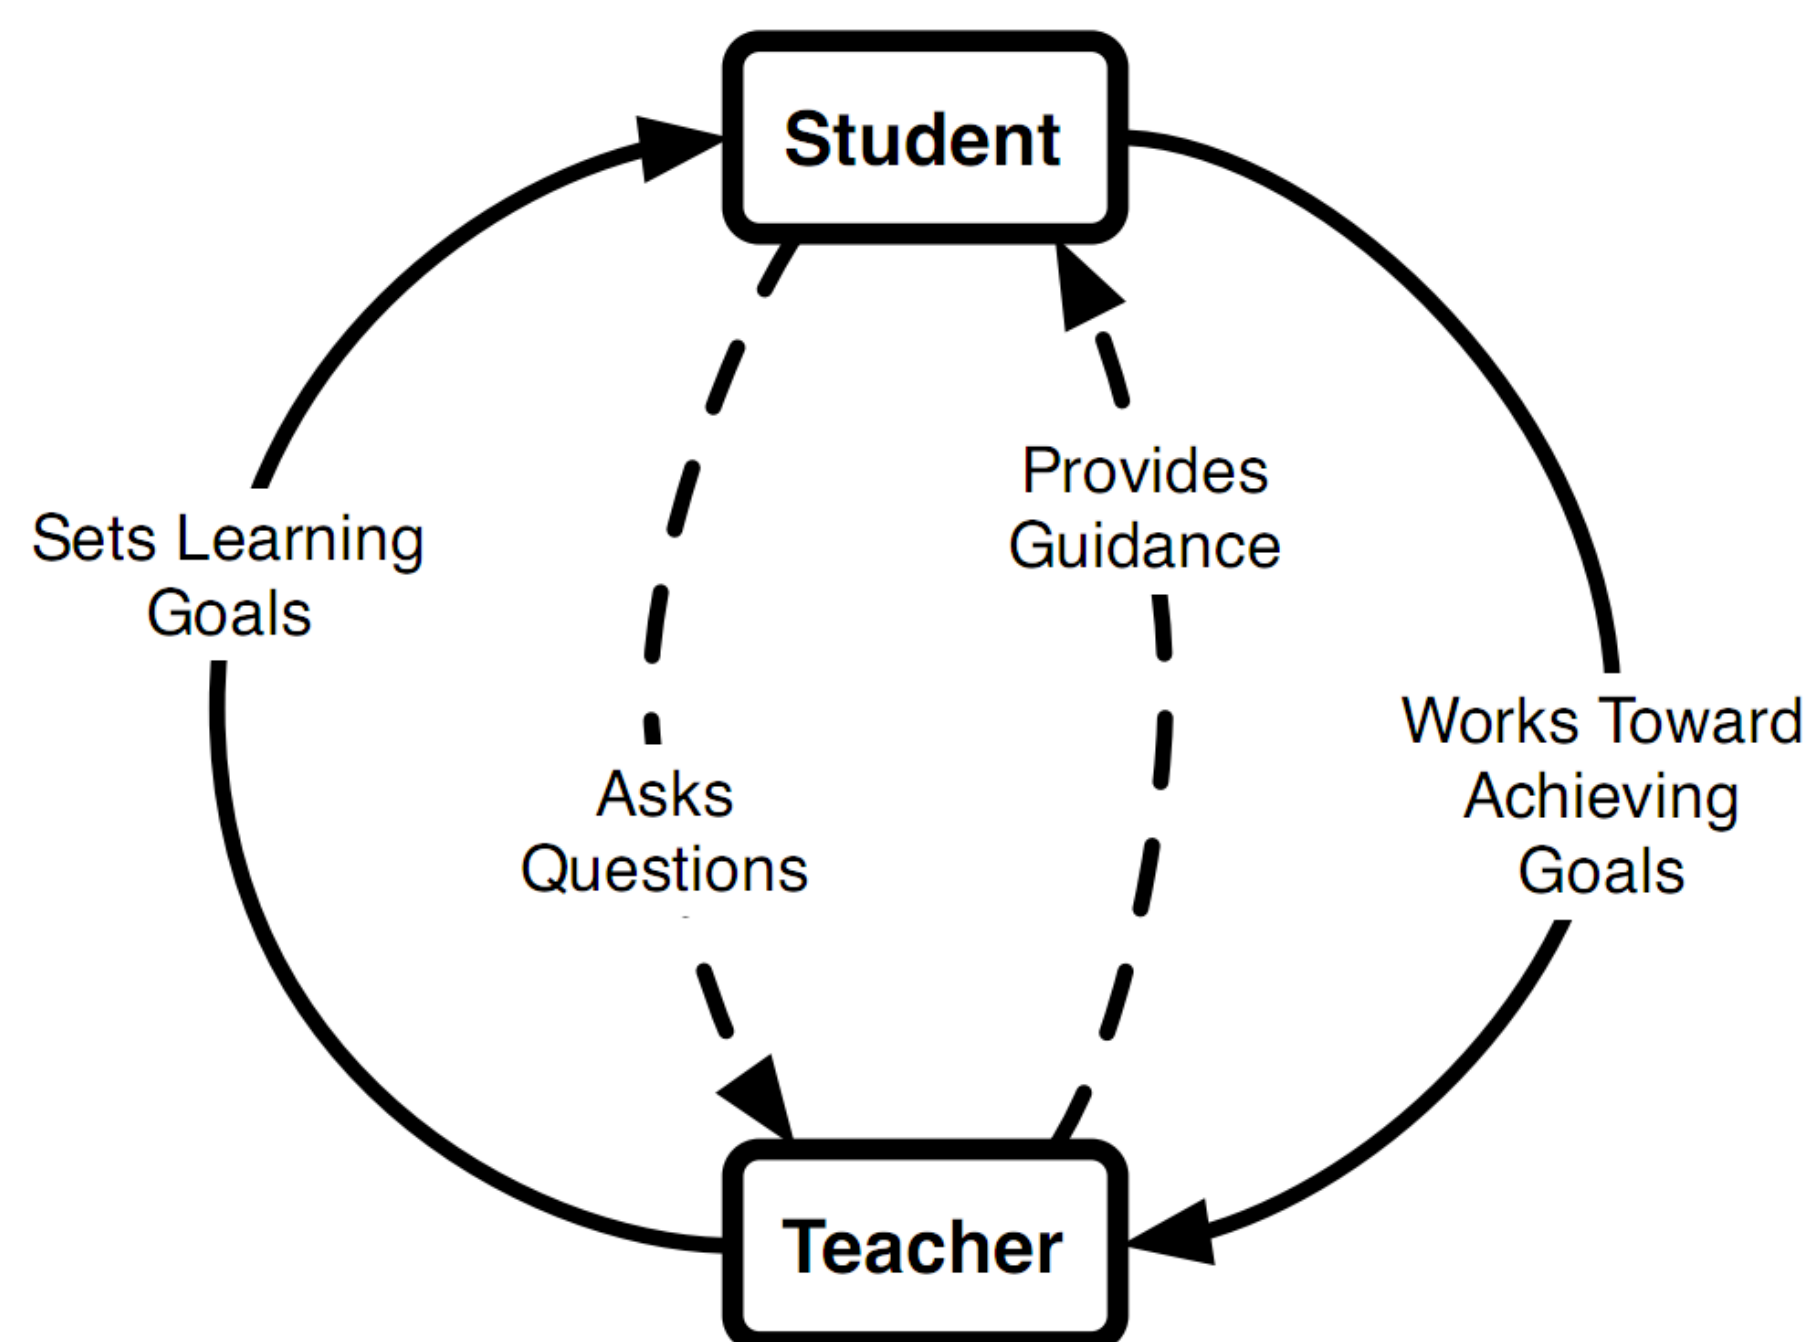 Student
Provides
Guidance
Sets Learning
Goals
Works Toward
Achieving
Goals
Asks
Questions
Teacher